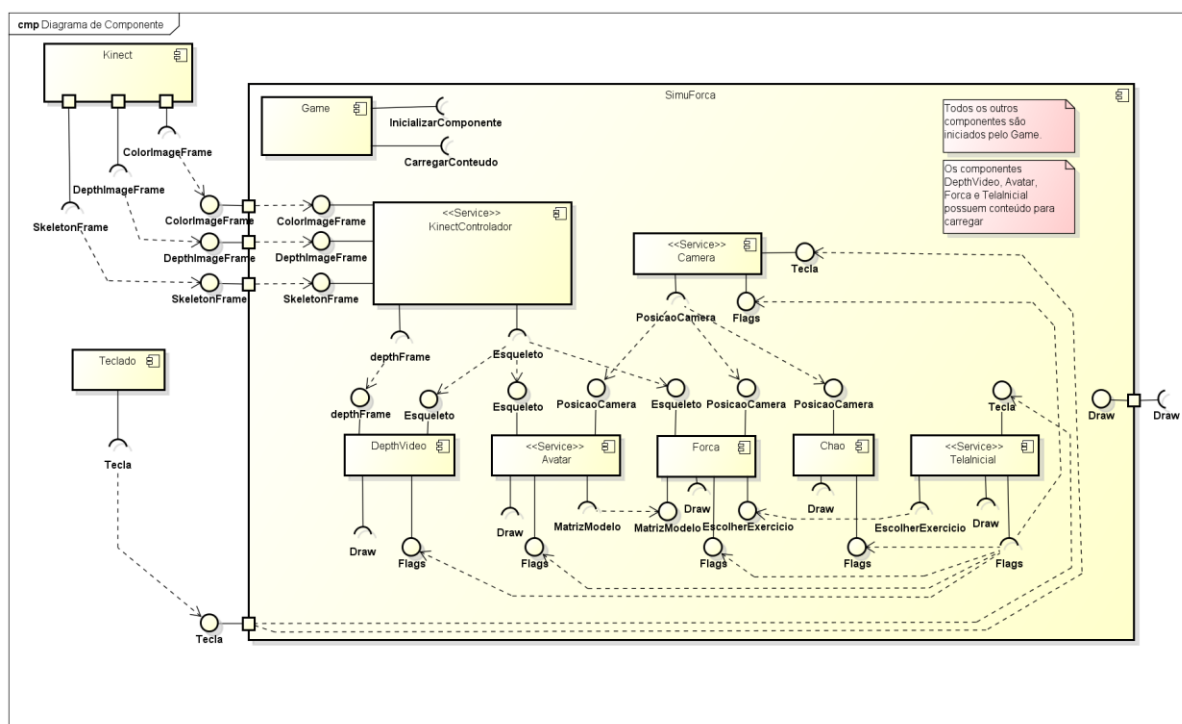 cmp Diagrama de Componente
Kinect
SimuForca
Game
InicializarComponente
CarregarConteudo
Todos os outros
componentes são
iniciados pelo Game.
Os componentes
DepthVideo, Avatar,
Forca e TelaInicial
possuem conteúdo para
carregar
ColorImageFrame
DepthImageFrame
SkeletonFrame
ColorImageFrame
ColorImageFrame
DepthImageFrame
DepthImageFrame
SkeletonFrame
SkeletonFrame
<<Service>>
KinectControlador
<<Service>>
Camera
Tecla
PosicaoCamera
Flags
depthFrame
Esqueleto
Teclado
Tecla
depthFrame
Esqueleto
Esqueleto
PosicaoCamera
Esqueleto
PosicaoCamera
PosicaoCamera
Tecla
Draw
Draw
DepthVideo
<<Service>>
Avatar
Forca
Chao
<<Service>>
TelaInicial
Draw
Flags
Draw
Flags
MatrizModelo
MatrizModelo
Draw
Flags
EscolherExercicio
Draw
Flags
EscolherExercicio
Draw
Flags
Tecla